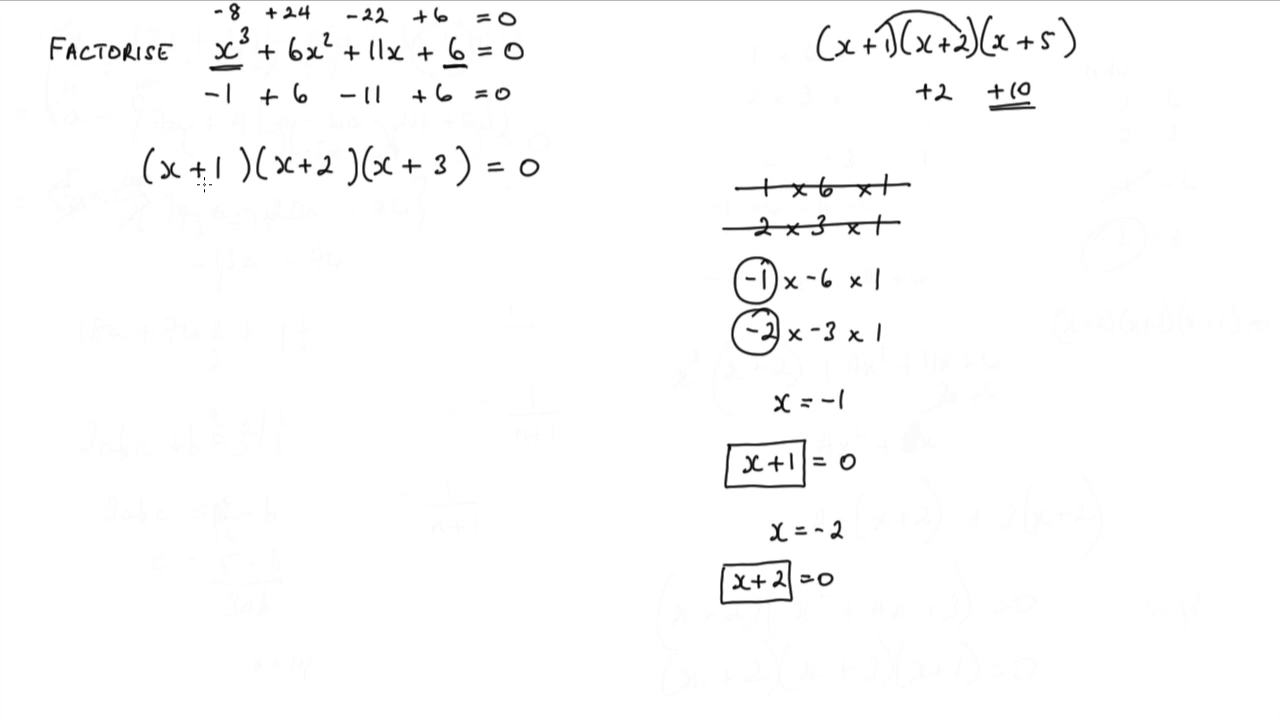 -8 +24 -22 +6 =0
FACTORISE x³ + 6x² + 11x + 6 = 0
-1 + 6 -11 +6 =0
(x+1)(x+2)(x+3) = 0
(x+1)(x+2)(x+5)
+2 +10
1 x 6 x 1
2 x 3 x 1
-1 x -6 x 1
-2 x -3 x 1
x = -1
x+1 = 0
x = -2
x+2 =0